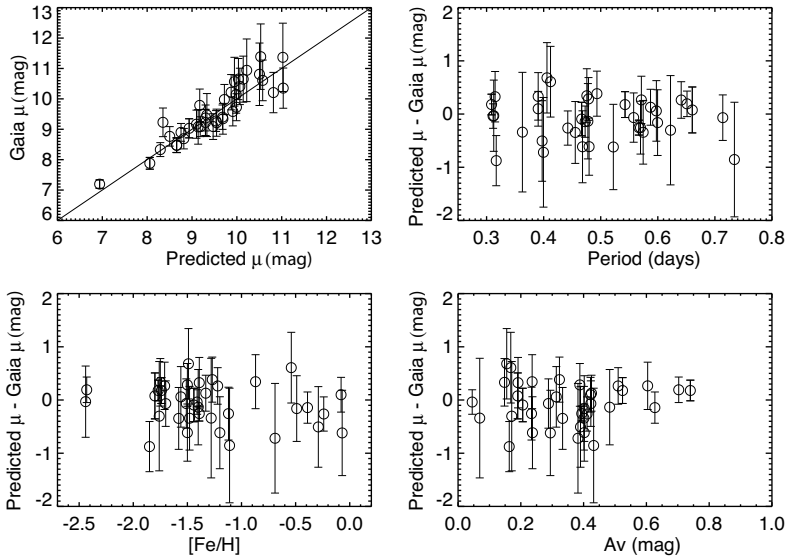 13
12
11
10
9
8
7
6
Gaia μ (mag)
6 7 8 9 10 11 12 13
Predicted μ (mag)
2
1
0
-1
-2
Predicted μ - Gaia μ (mag)
0.3 0.4 0.5 0.6 0.7 0.8
Period (days)
2
1
0
-1
-2
Predicted μ - Gaia μ (mag)
-2.5 -2.0 -1.5 -1.0 -0.5 0.0
[Fe/H]
2
1
0
-1
-2
Predicted μ - Gaia μ (mag)
0.0 0.2 0.4 0.6 0.8 1.0
Av (mag)